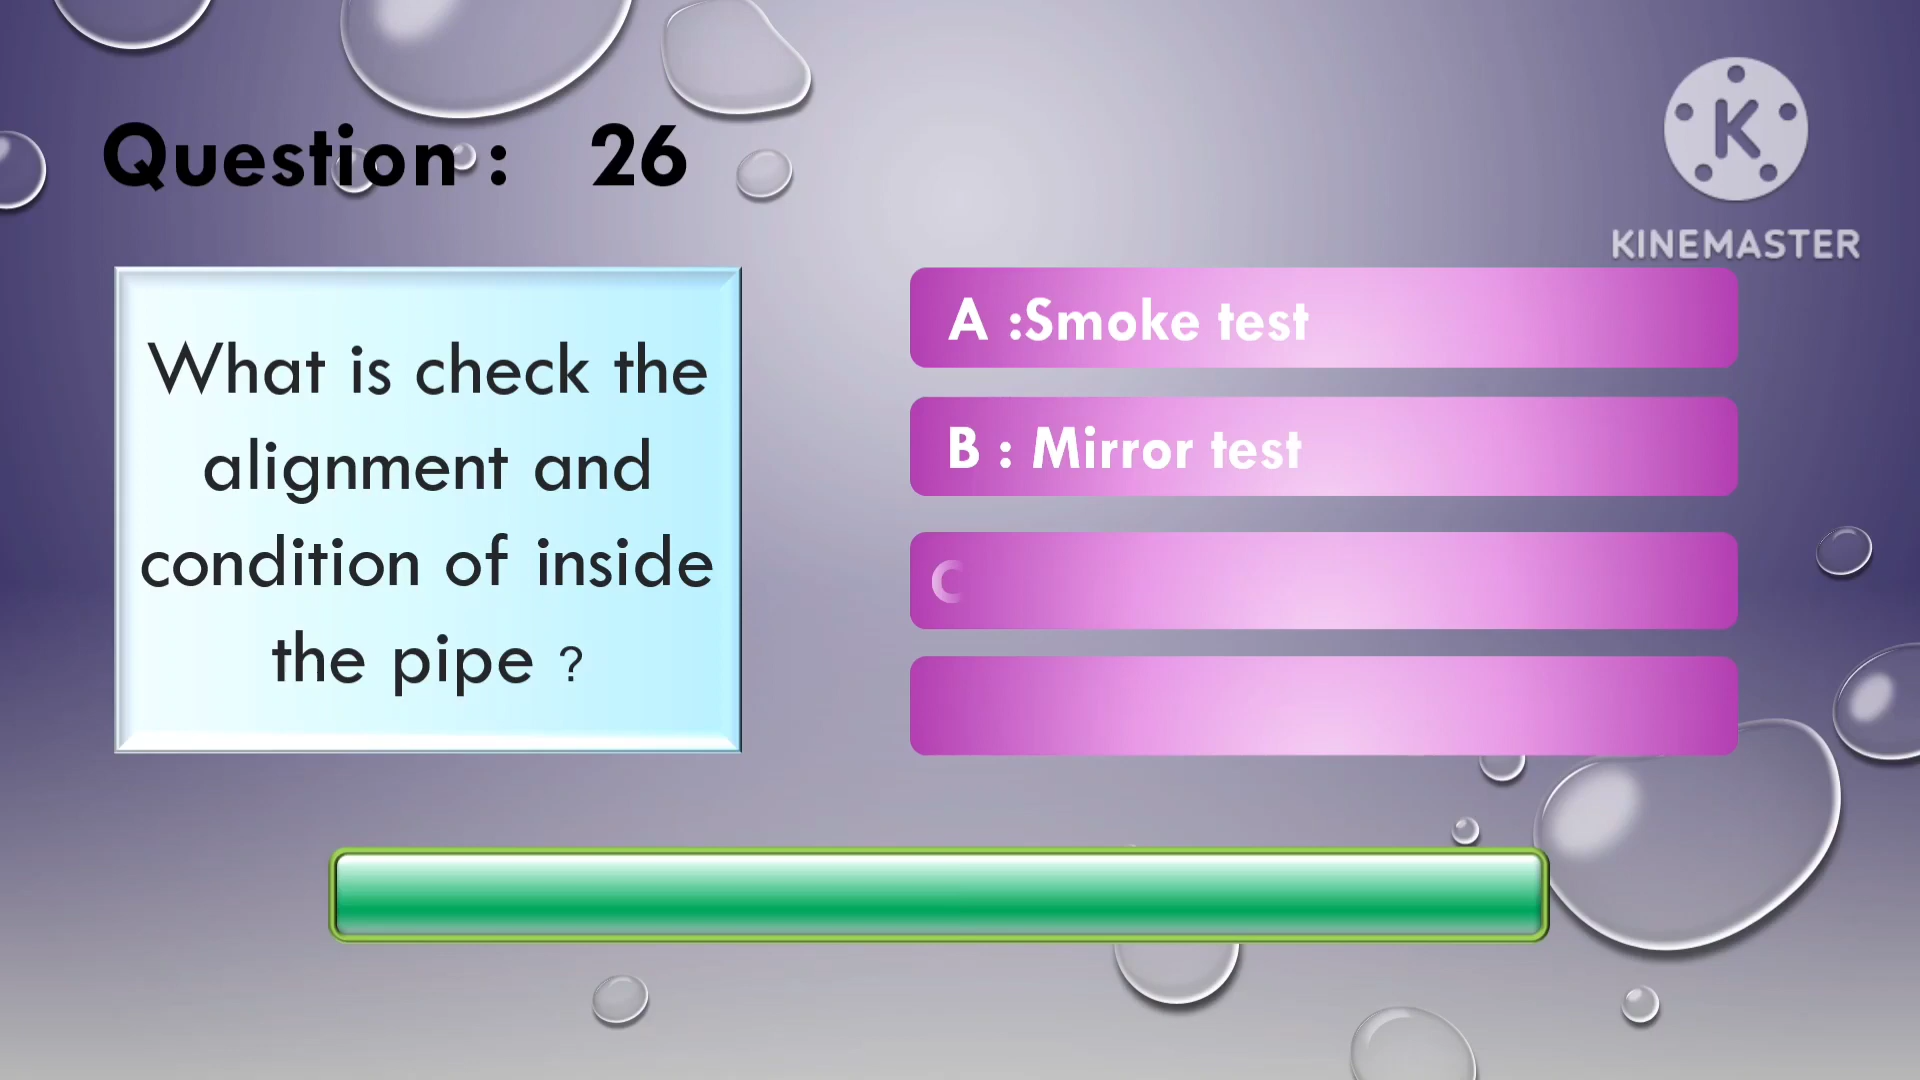 Question : 26
K
KINEMASTER
What is check the
alignment and
condition of inside
the pipe ?
A :Smoke test
B : Mirror test
C